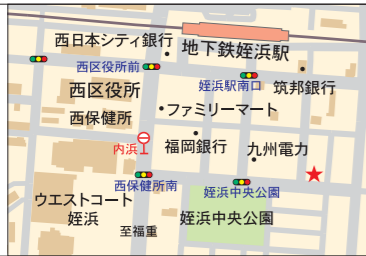 西日本シティ銀行
地下鉄姪浜駅
西区役所前
姪浜駅南口
筑邦銀行
西区役所
ファミリーマート
西保健所
内浜
福岡銀行
九州電力
西保健所南
姪浜中央公園
ウエストコート
姪浜
至福重
姪浜中央公園